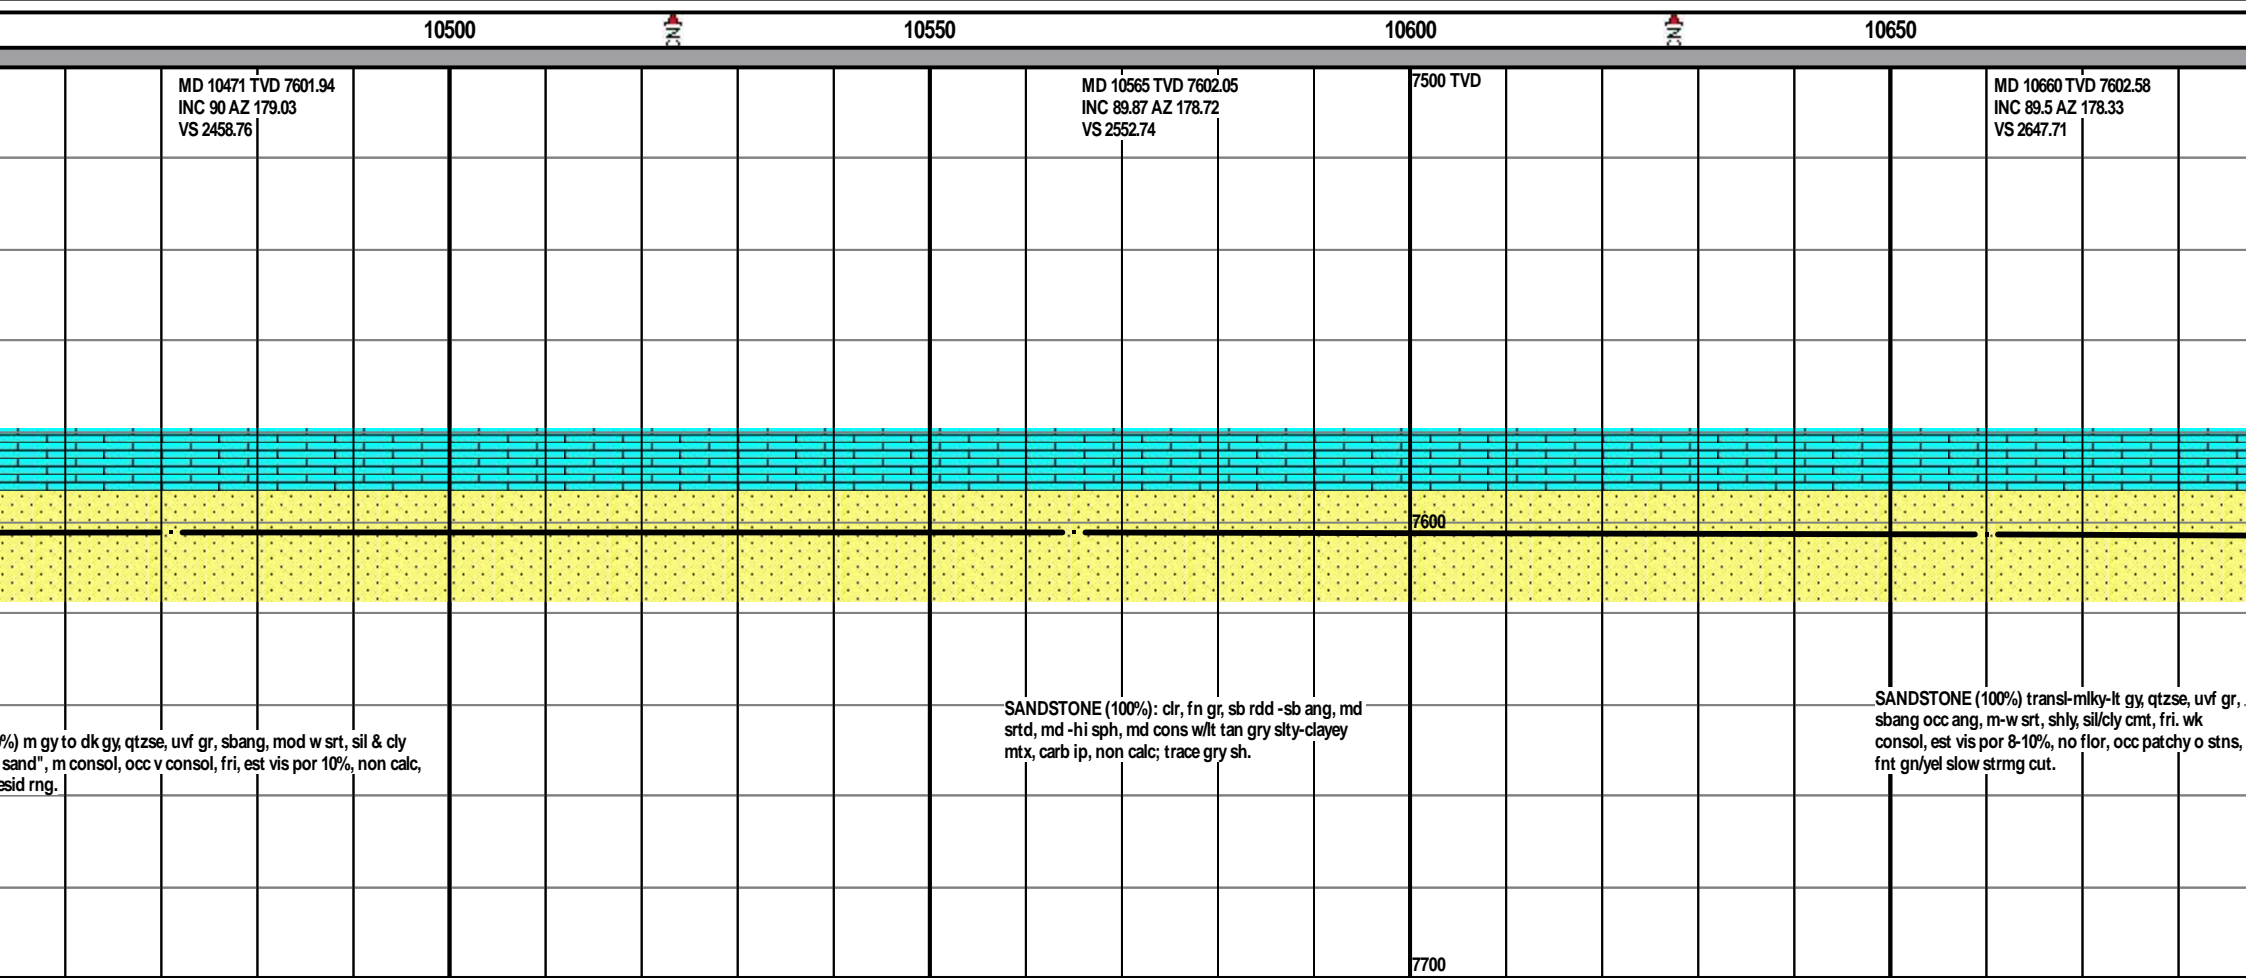 10500
CN
10550
10600
CN
10650
MD 10471 TVD 7601.94
INC 90 AZ 179.03
VS 2458.76
MD 10565 TVD 7602.05
INC 89.87 AZ 178.72
VS 2552.74
7500 TVD
MD 10660 TVD 7602.58
INC 89.5 AZ 178.33
VS 2647.71
7600
%) m gy to dk gy, qtzse, uvf gr, sbang, mod w srt, sil & cly
sand", m consol, occ v consol, fri, est vis por 10%, non calc,
esid rng.
SANDSTONE (100%): clr, fn gr, sb rdd -sb ang, md
srtd, md -hi sph, md cons w/lt tan gry slty-clayey
mtx, carb ip, non calc; trace gry sh.
SANDSTONE (100%) transl-mlky-lt gy, qtzse, uvf gr,
sbang occ ang, m-w srt, shly, sil/cly cmt, fri. wk
consol, est vis por 8-10%, no flor, occ patchy o stns,
fnt gn/yel slow strmg cut.
7700